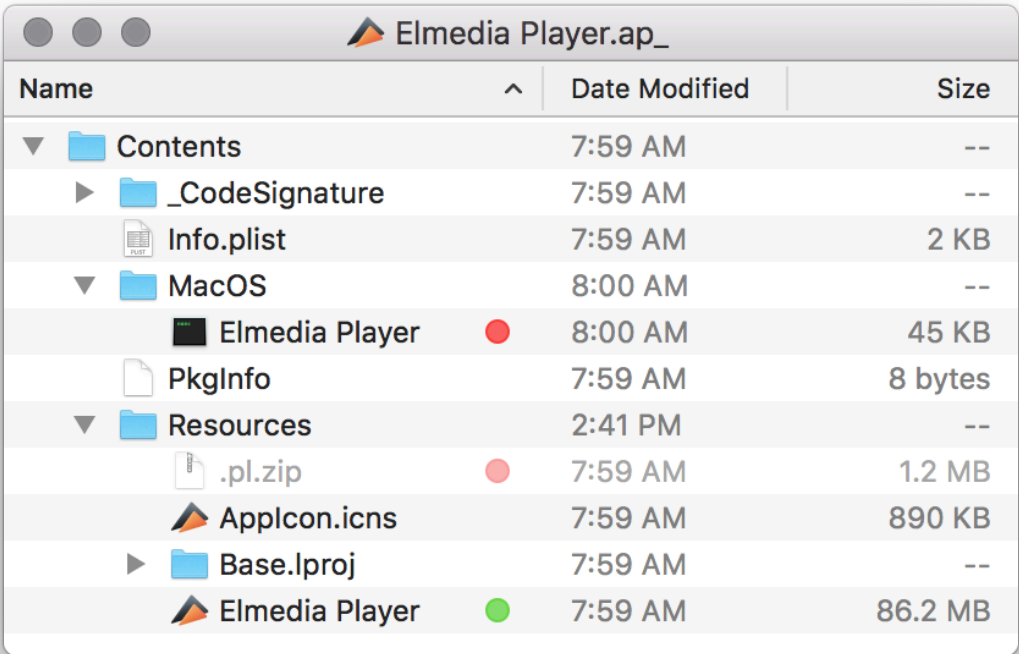 Elmedia Player.ap_
Name Date Modified Size
Contents 7:59 AM --
_CodeSignature 7:59 AM --
PLIST Info.plist 7:59 AM 2 KB
MacOS 8:00 AM --
Elmedia Player 8:00 AM 45 KB
PkgInfo 7:59 AM 8 bytes
Resources 2:41 PM --
.pl.zip 7:59 AM 1.2 MB
AppIcon.icns 7:59 AM 890 KB
Base.lproj 7:59 AM --
Elmedia Player 7:59 AM 86.2 MB